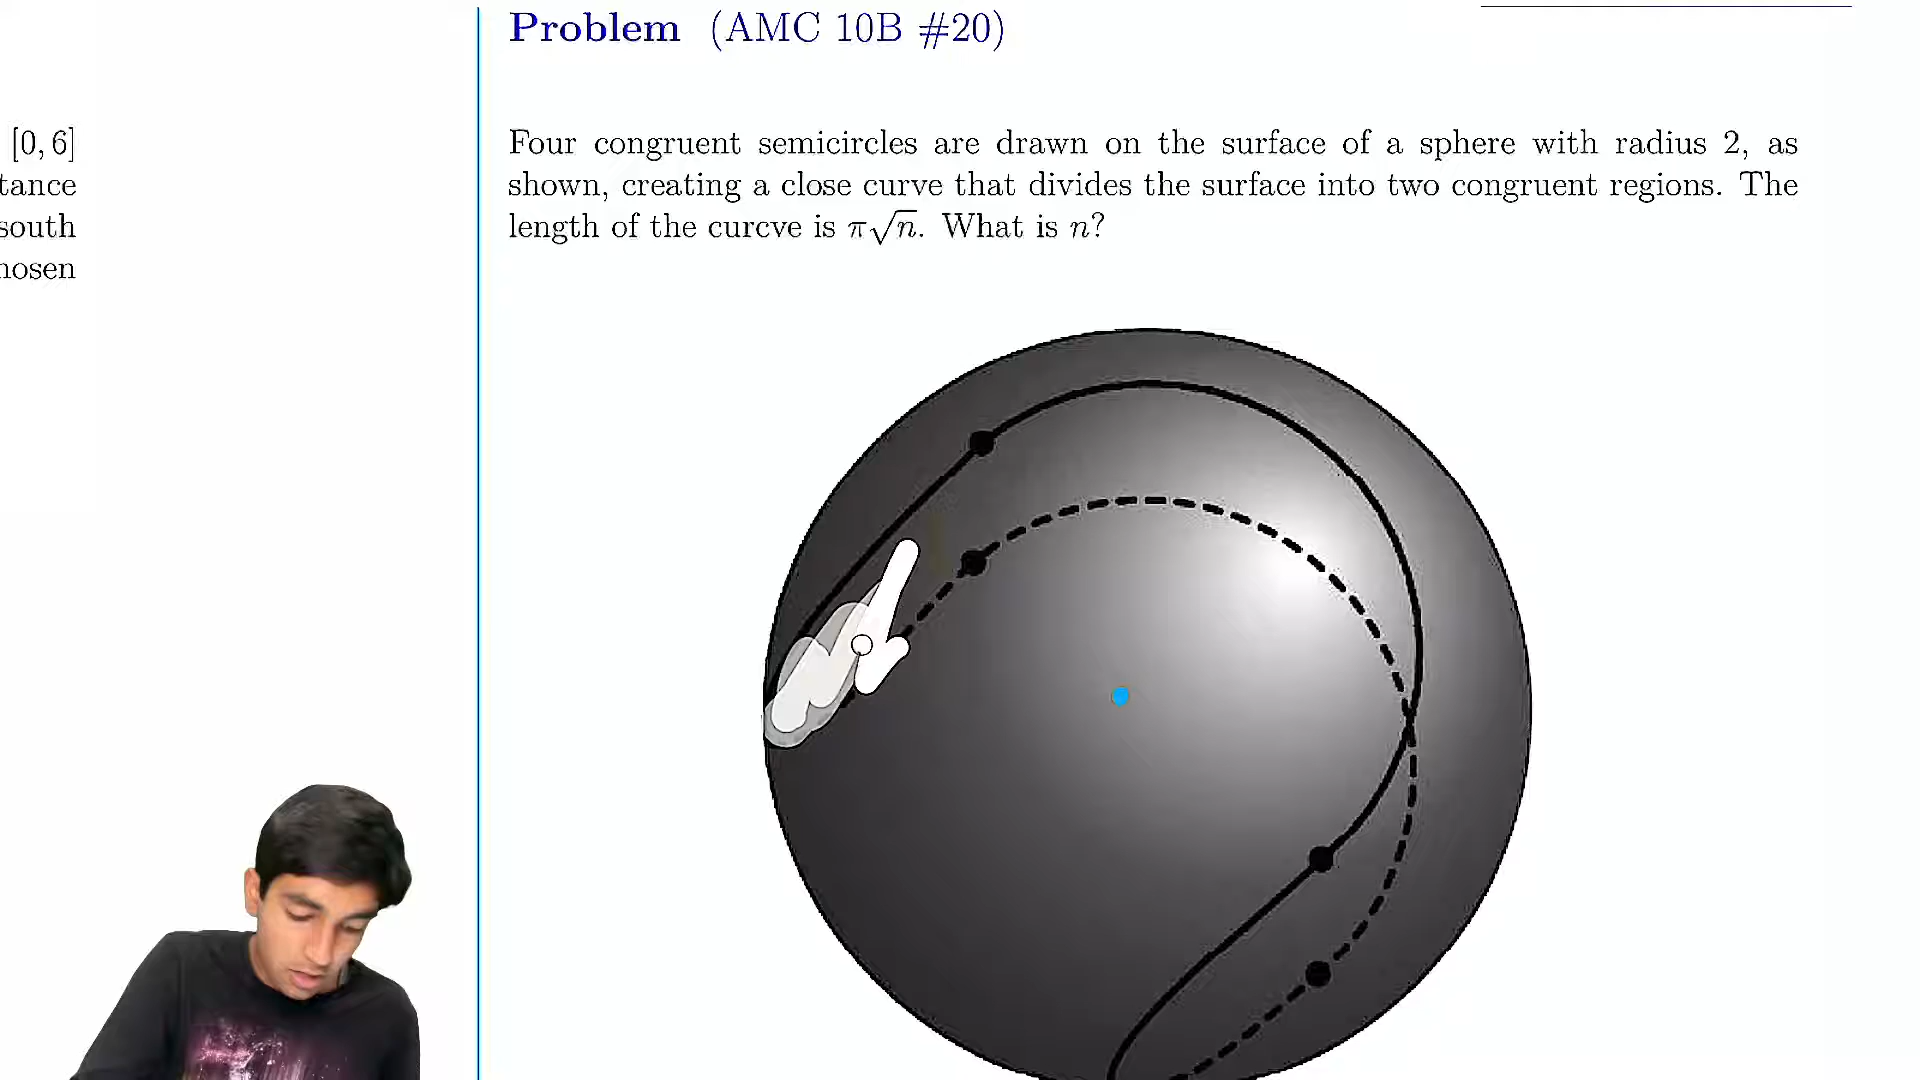 Problem (AMC 10B #20)
[0, 6]
tance
south
Four congruent semicircles are drawn on the surface of a sphere with radius 2, as
shown, creating a close curve that divides the surface into two congruent regions. The
length of the curcve is π√n. What is n?